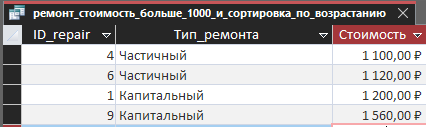 ремонт_стоимость_больше_1000_и_сортировка_по_возрастанию
ID_repair Тип_ремонта Стоимость
4 Частичный 1 100,00 ₽
6 Частичный 1 120,00 ₽
1 Капитальный 1 200,00 ₽
9 Капитальный 1 560,00 ₽